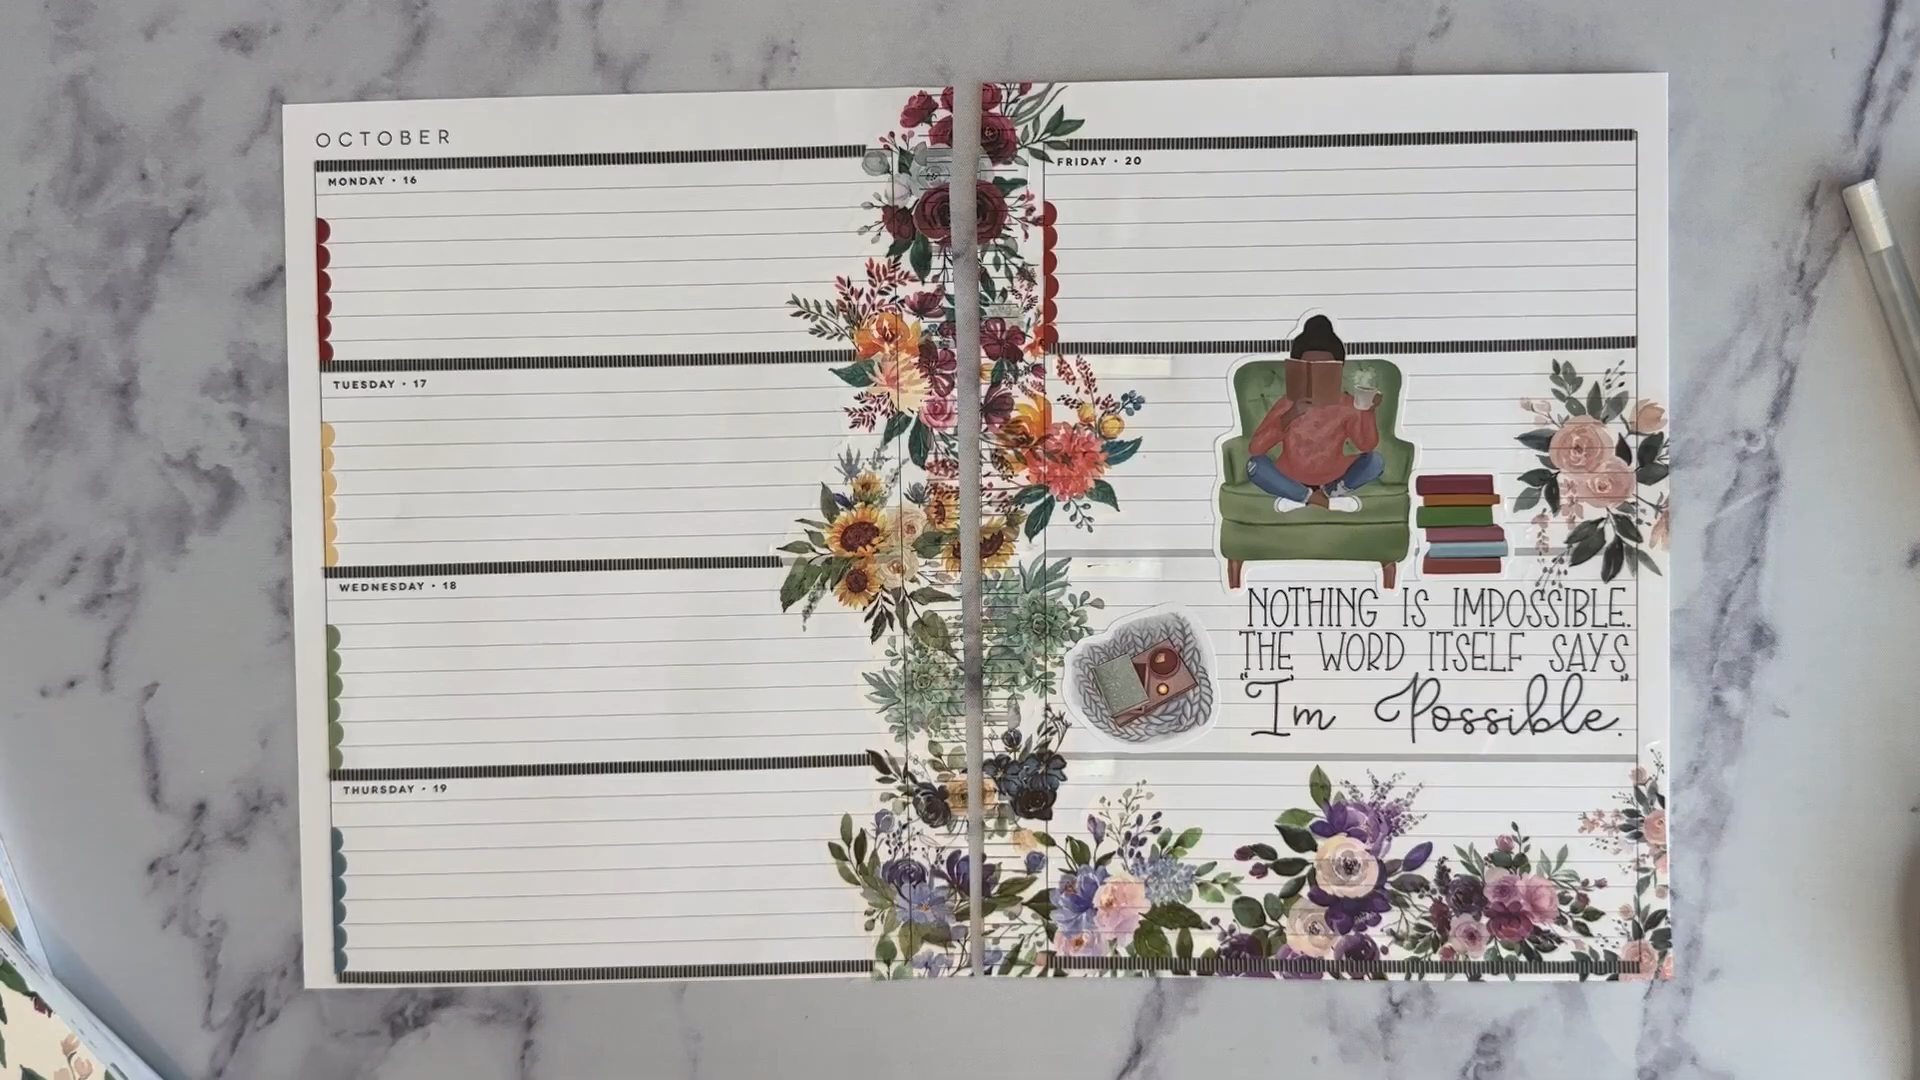 OCTOBER
MONDAY • 16
TUESDAY • 17
WEDNESDAY • 18
THURSDAY • 19
FRIDAY • 20
NOTHING IS IMPOSSIBLE.
THE WORD ITSELF SAYS
"Im Possible."